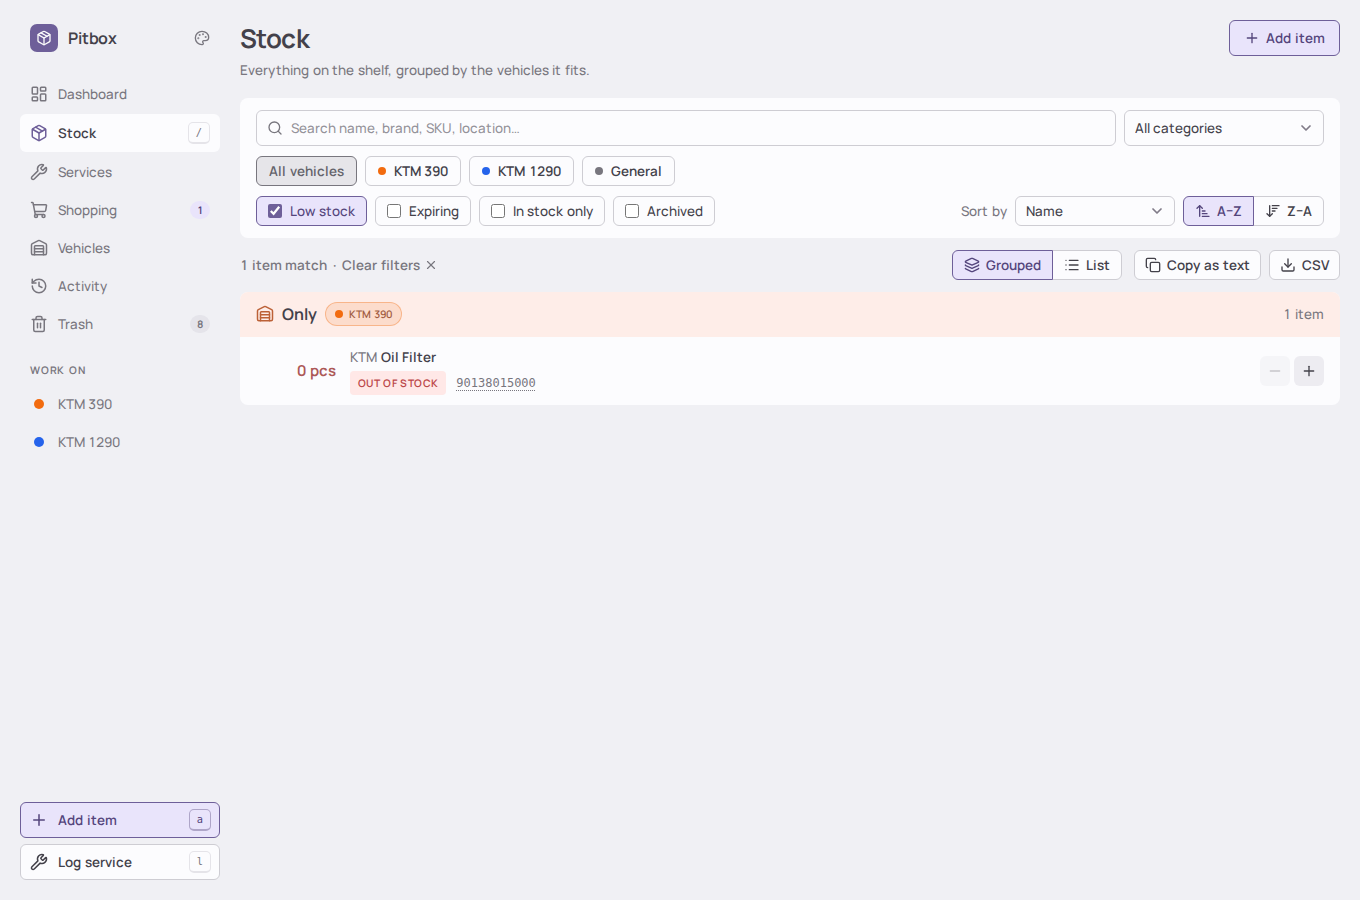 Pitbox
Dashboard
Stock /
Services
Shopping 1
Vehicles
Activity
Trash 8
WORK ON
KTM 390
KTM 1290
Add item a
Log service l
Stock
Everything on the shelf, grouped by the vehicles it fits.
Add item
Search name, brand, SKU, location...
All categories
All vehicles KTM 390 KTM 1290 General
Low stock Expiring In stock only Archived
Sort by Name A–Z Z–A
1 item match · Clear filters
Grouped List Copy as text CSV
Only KTM 390 1 item
0 pcs KTM Oil Filter
OUT OF STOCK 90138015000